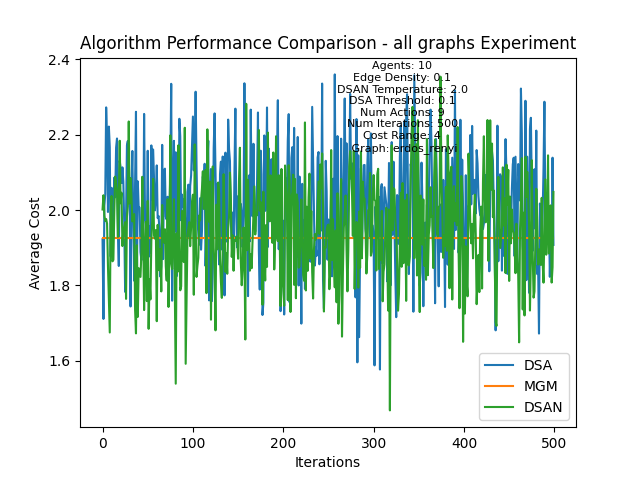 Algorithm Performance Comparison - all graphs Experiment
Agents: 10
Edge Density: 0.1
DSAN Temperature: 2.0
DSA Threshold: 0.1
Num Actions: 9
Num Iterations: 500
Cost Range: 4
Graph: erdos_renyi
2.4
2.2
2.0
1.8
1.6
Average Cost
0
100
200
300
400
500
Iterations
DSA
MGM
DSAN